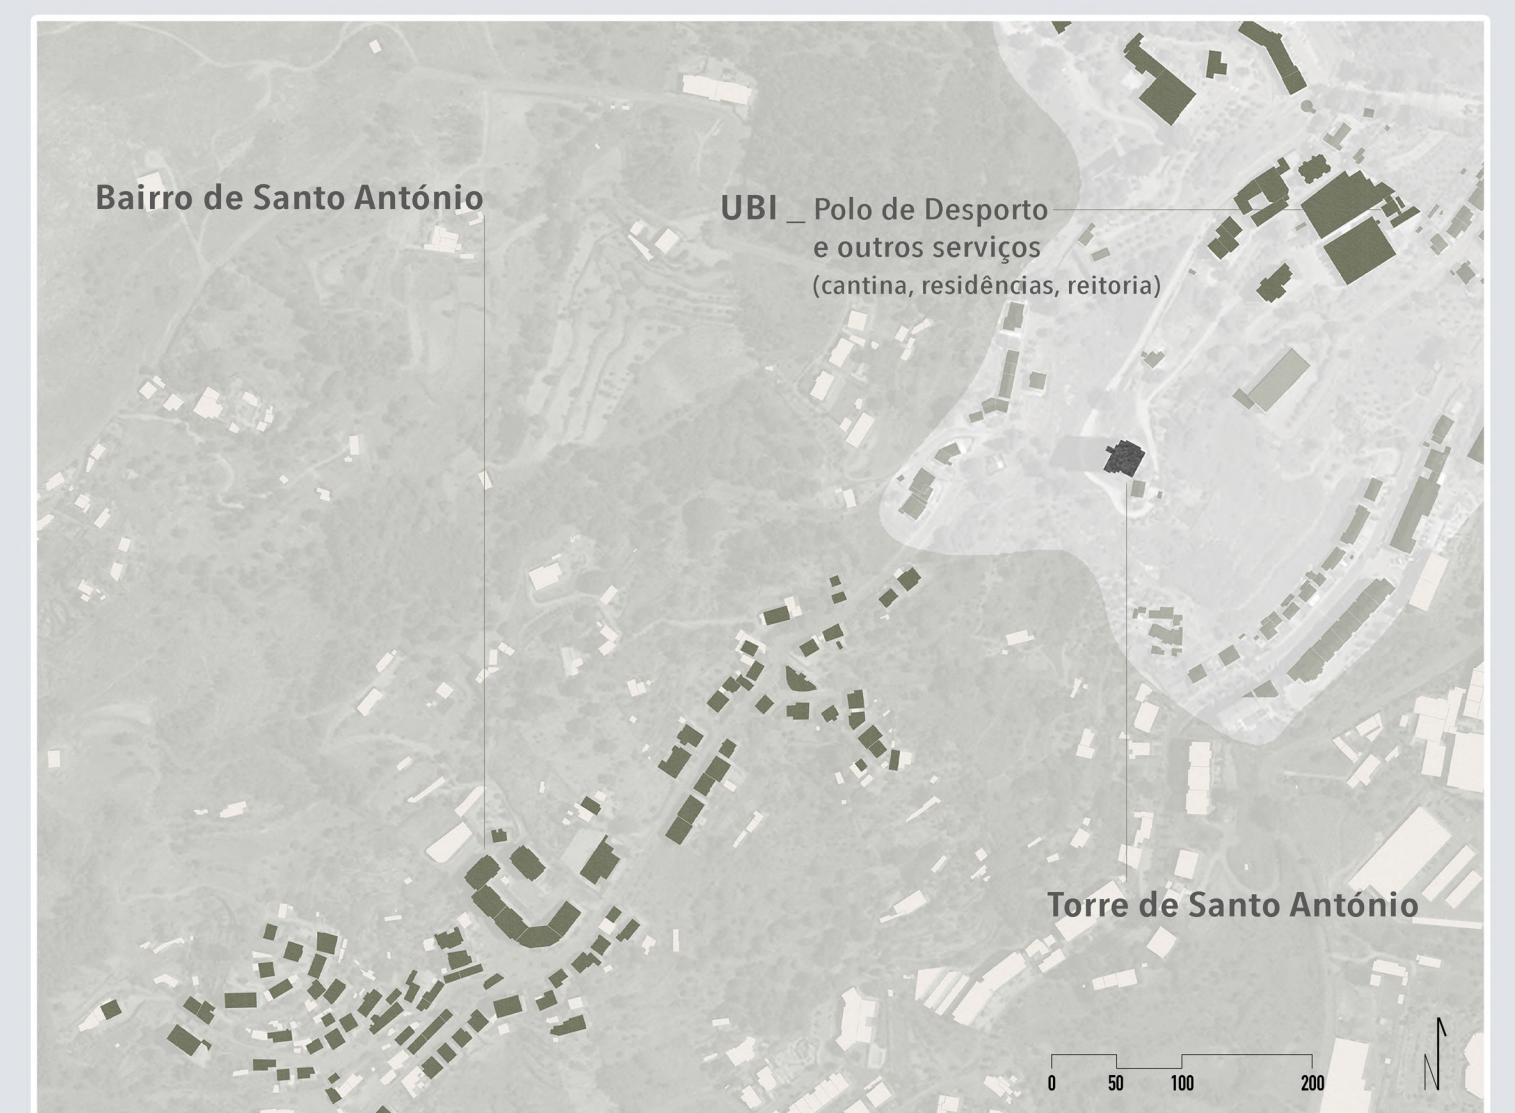 Bairro de Santo António
UBI _ Polo de Desporto
e outros serviços
(cantina, residências, reitoria)
Torre de Santo António
0 50 100 200
N